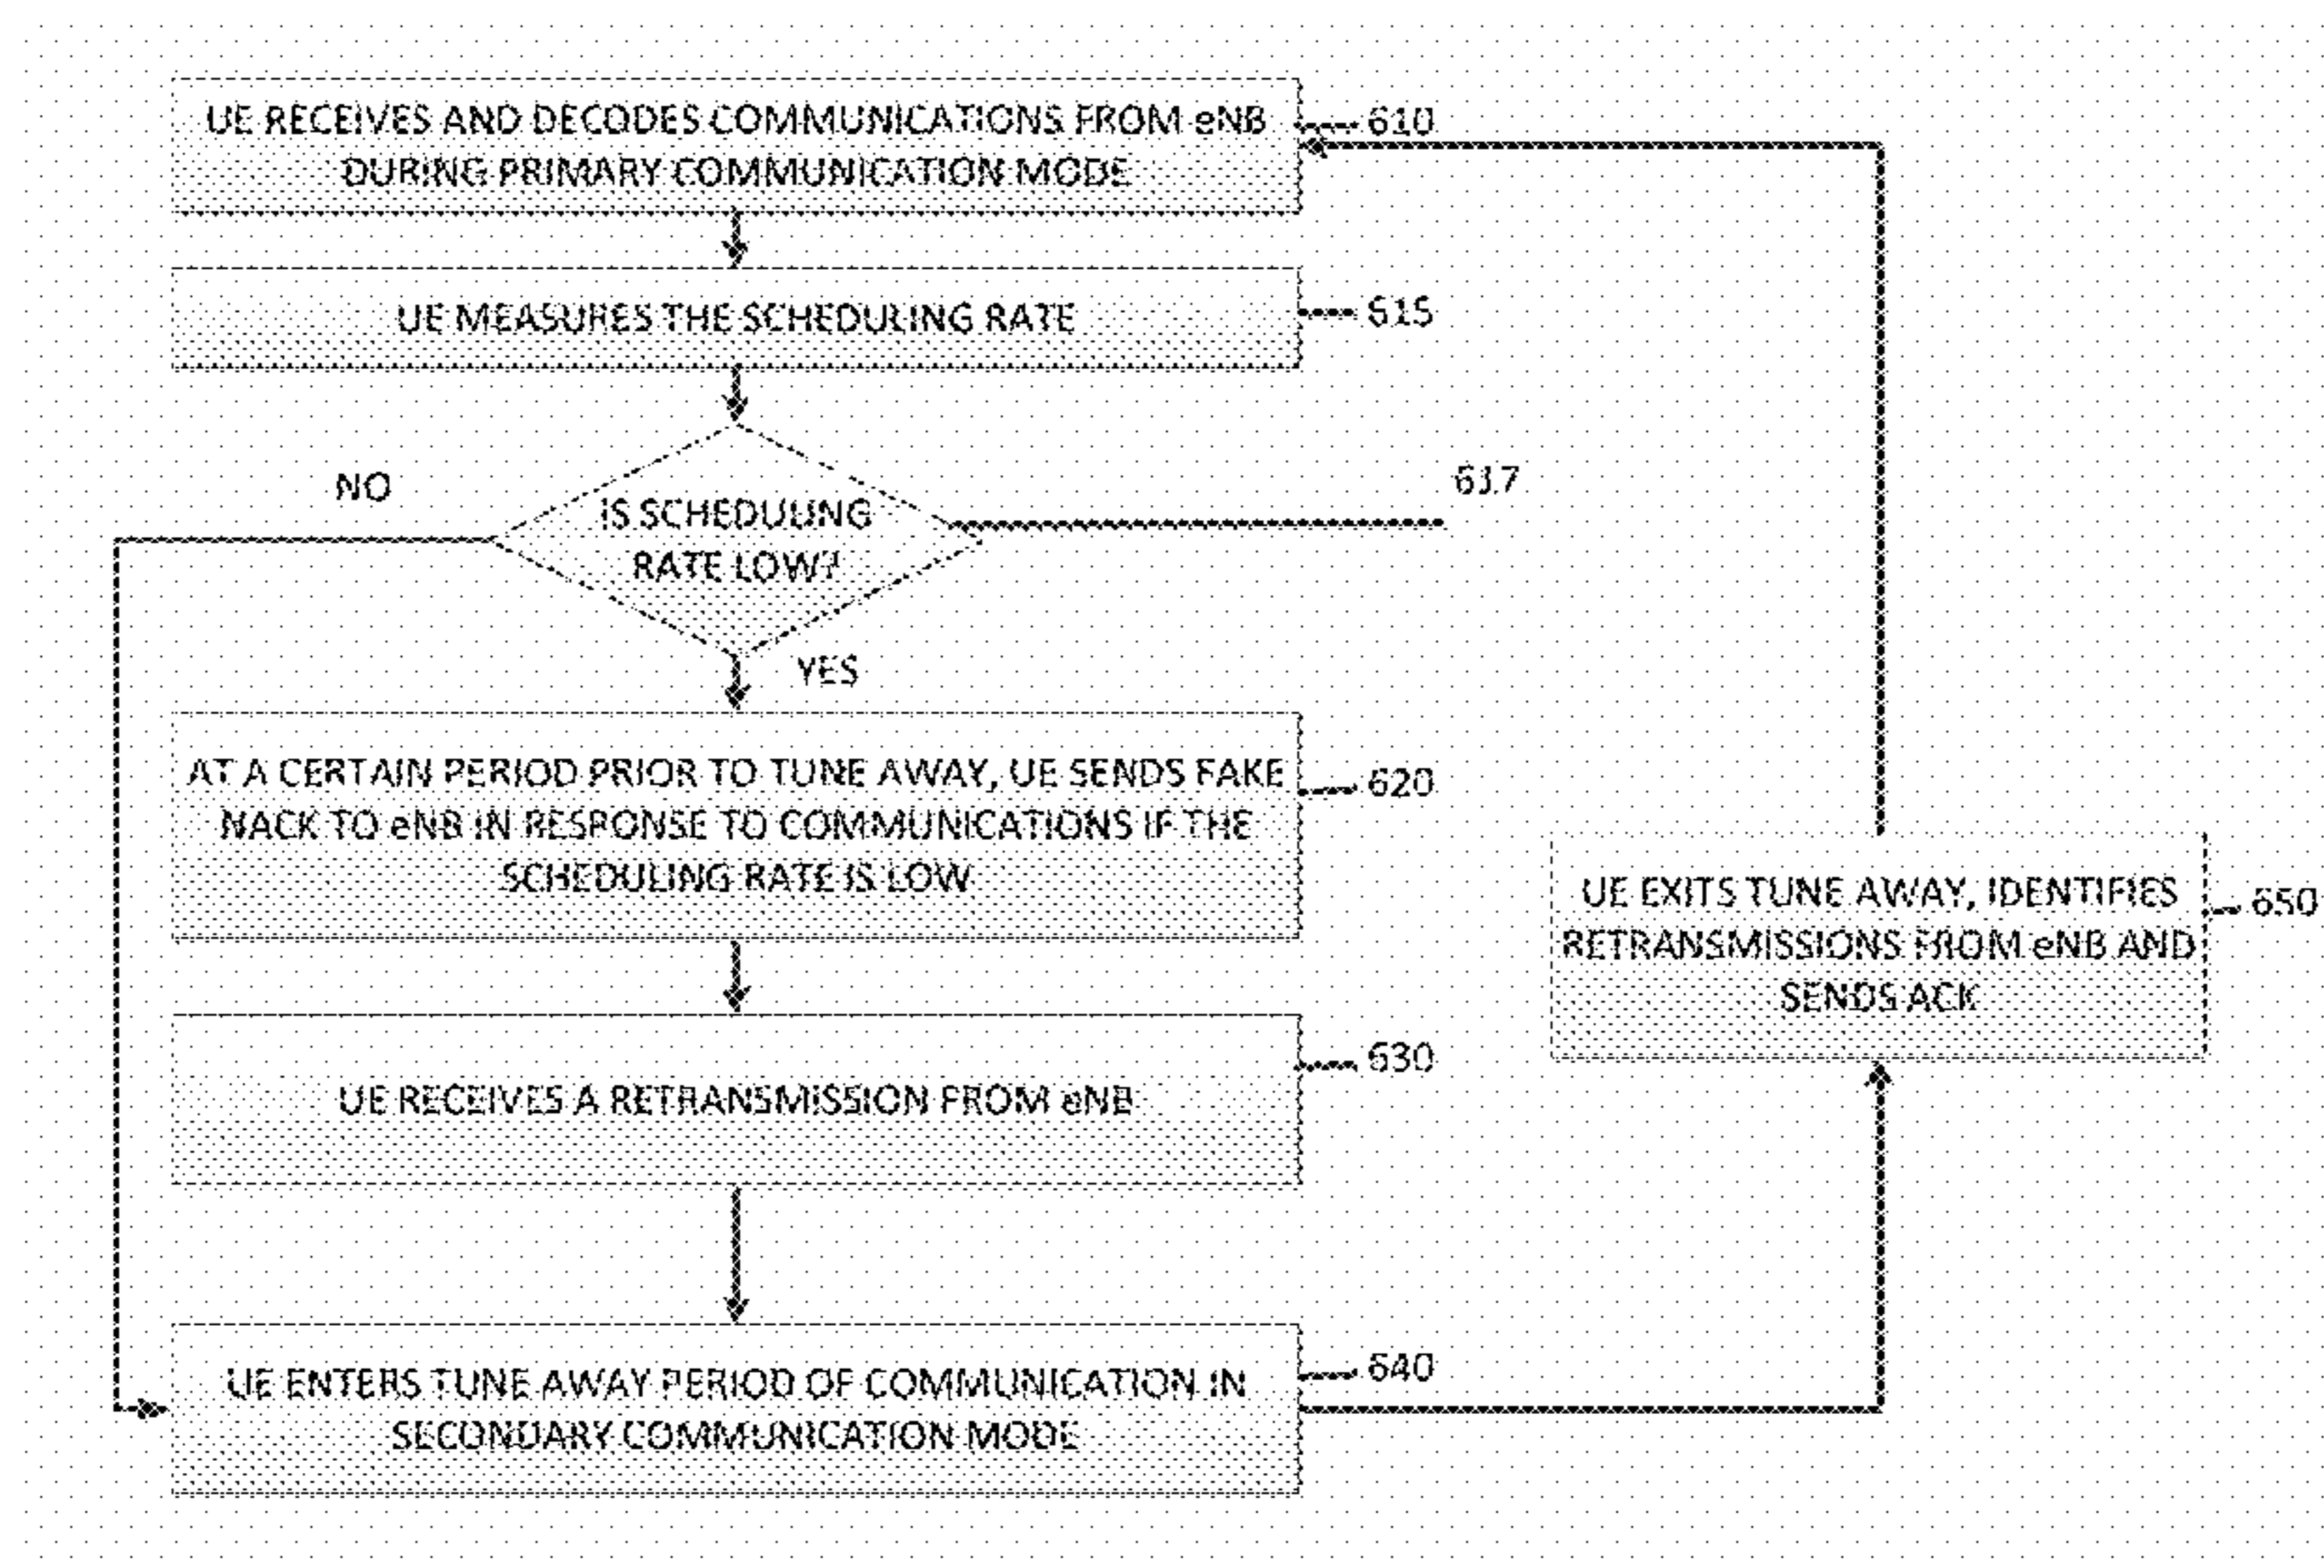 UE RECEIVES AND DECODES COMMUNICATIONS FROM eNB
DURING PRIMARY COMMUNICATION MODE
610
UE MEASURES THE SCHEDULING RATE
615
617
NO
IS SCHEDULING
RATE LOW?
YES
AT A CERTAIN PERIOD PRIOR TO TUNE AWAY, UE SENDS FAKE
NACK TO eNB IN RESPONSE TO COMMUNICATIONS IF THE
SCHEDULING RATE IS LOW
620
UE EXITS TUNE AWAY, IDENTIFIES
RETRANSMISSIONS FROM eNB AND
SENDS ACK
650
UE RECEIVES A RETRANSMISSION FROM eNB
630
UE ENTERS TUNE AWAY PERIOD OF COMMUNICATION IN
SECONDARY COMMUNICATION MODE
640